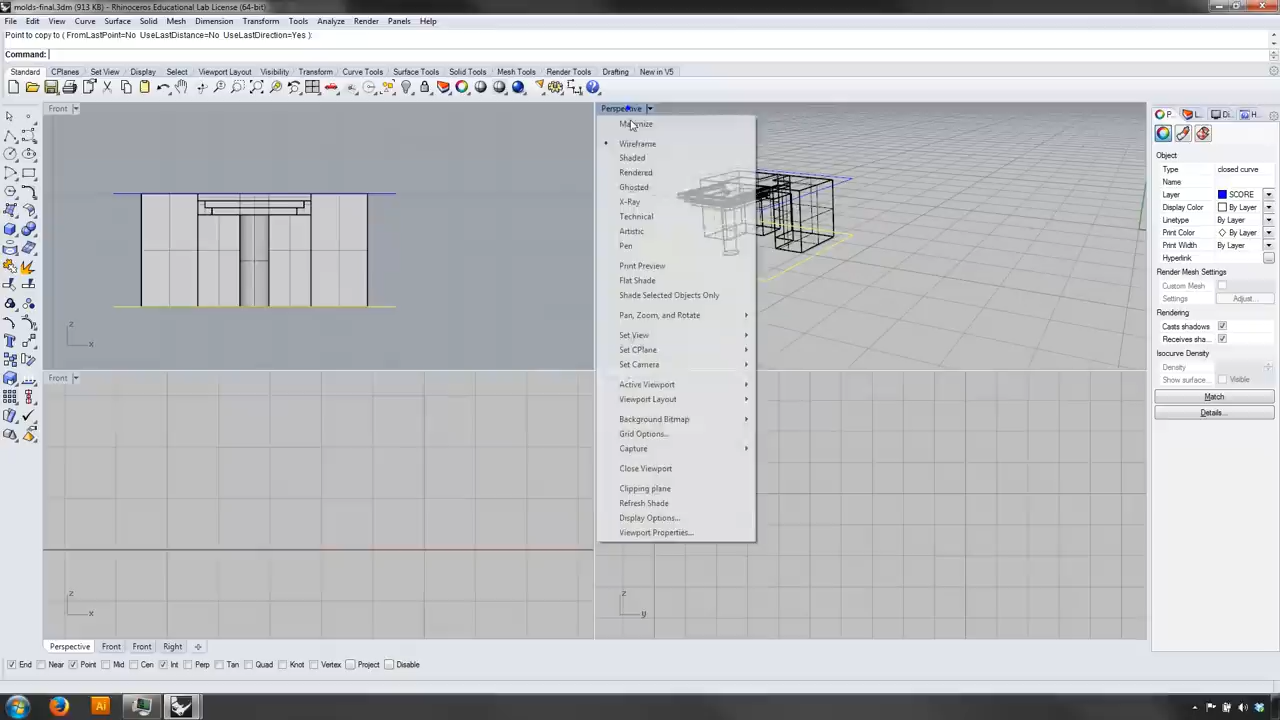 molds-final.3dm (913 KB) - Rhinoceros Educational Lab License (64-bit)
File Edit View Curve Surface Solid Mesh Dimension Transform Tools Analyze Render Panels Help
Point to copy to ( FromLastPoint=No UseLastDistance=No UseLastDirection=Yes ):
Command:
Standard CPlanes Set View Display Select Viewport Layout Visibility Transform Curve Tools Surface Tools Solid Tools Mesh Tools Render Tools Drafting New in V5
Front
z
x
Perspective
Maximize
Wireframe
Shaded
Rendered
Ghosted
X-Ray
Technical
Artistic
Pen
Print Preview
Flat Shade
Shade Selected Objects Only
Pan, Zoom, and Rotate
Set View
Set CPlane
Set Camera
Active Viewport
Viewport Layout
Background Bitmap
Grid Options...
Capture
Close Viewport
Clipping plane
Refresh Shade
Display Options...
Viewport Properties...
Front
z
x
z
y
P... L... Di... H...
Object
Type closed curve
Name
Layer SCORE
Display Color By Layer
Linetype By Layer
Print Color By Layer
Print Width By Layer
Hyperlink
Render Mesh Settings
Custom Mesh
Settings Adjust...
Rendering
Casts shadows
Receives sha...
Isocurve Density
Density
Show surface... Visible
Match
Details...
Perspective Front Front Right
End Near Point Mid Cen Int Perp Tan Quad Knot Vertex Project Disable
Ai